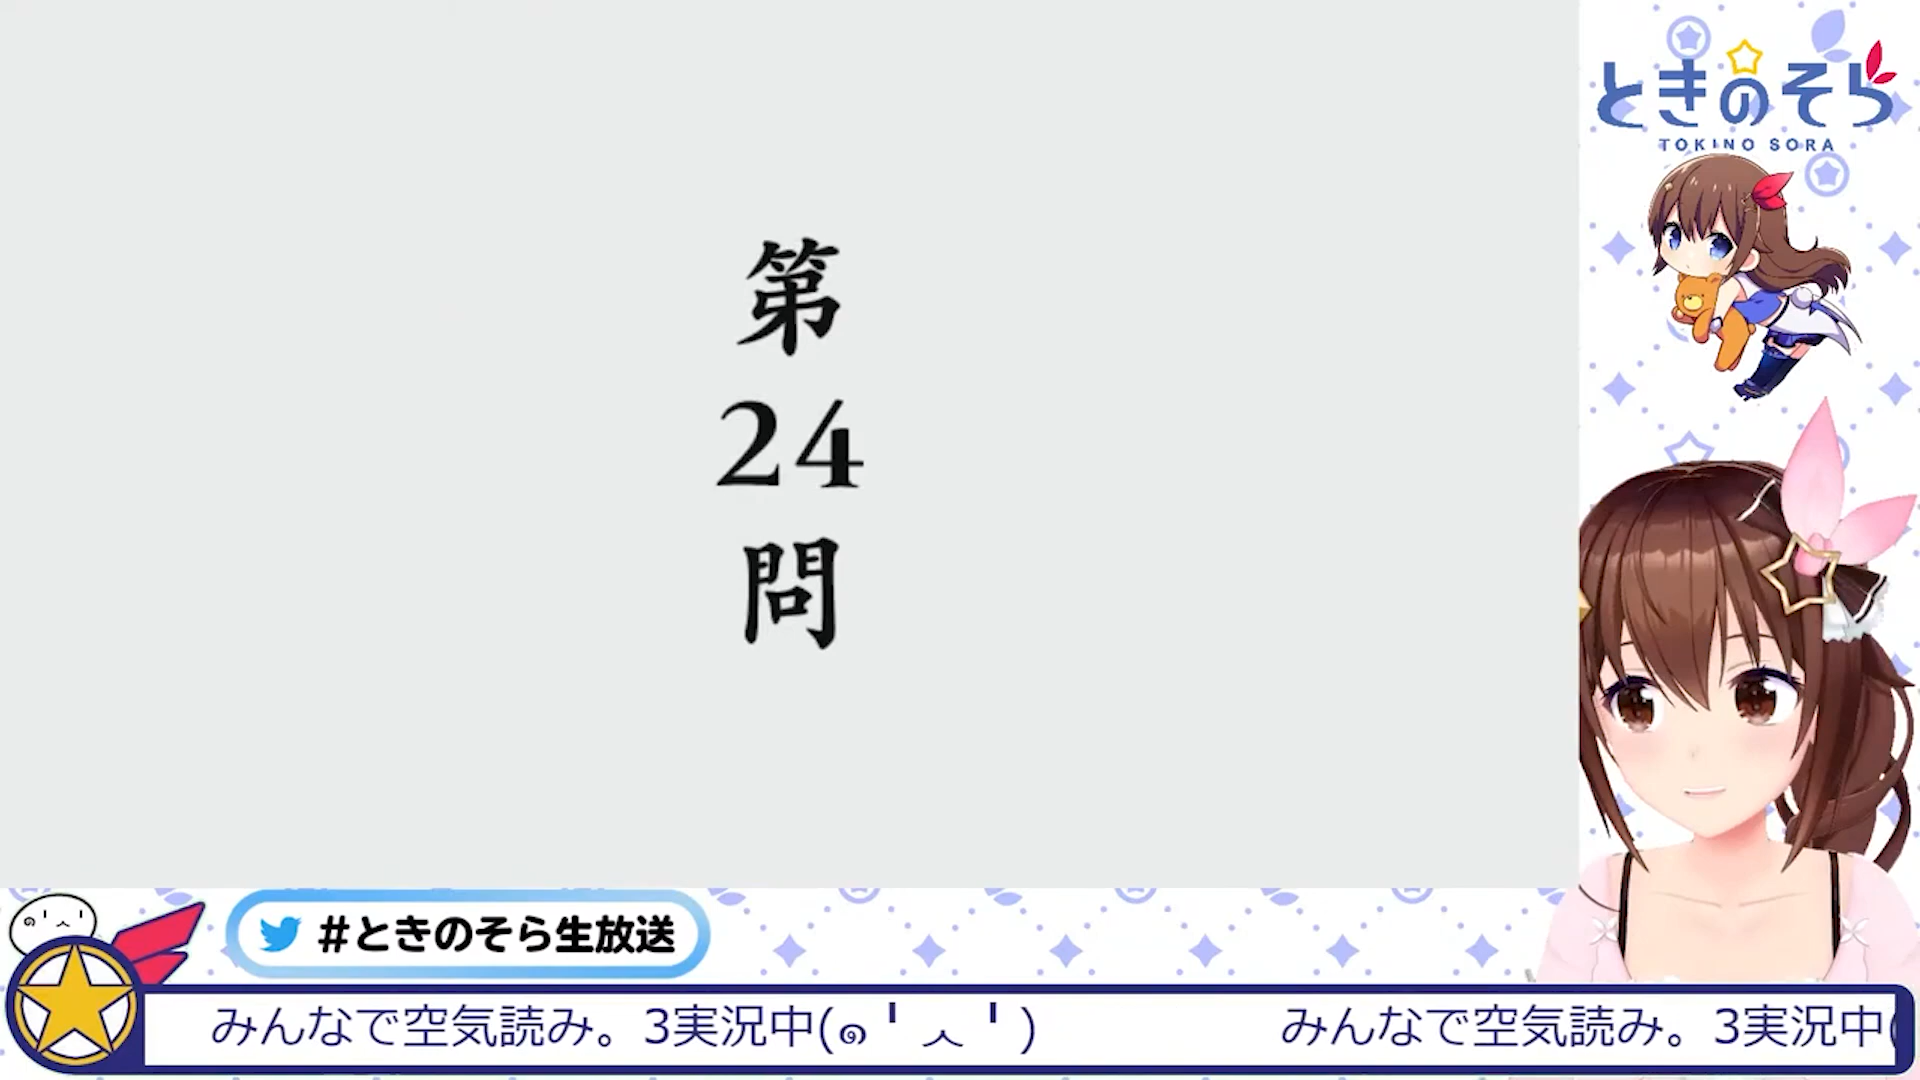 第
24
問
ときのそら
TOKINO SORA
#ときのそら生放送
みんなで空気読み。3実況中(๑╹ᆺ╹) みんなで空気読み。3実況中(